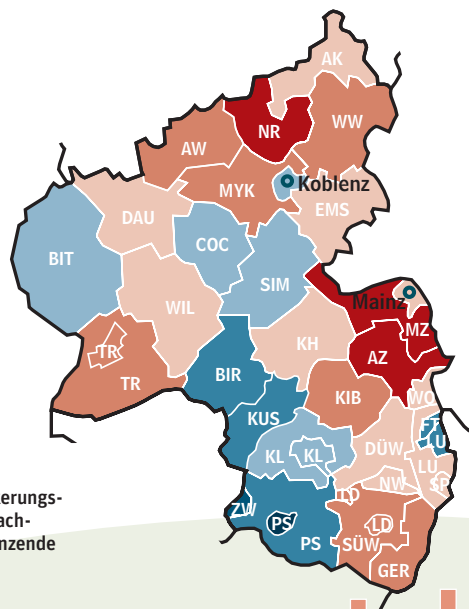 AK
NR
WW
AW
MYK
Koblenz
DAU
EMS
COC
BIT
SIM
WIL
Mainz
MZ
TR
KH
AZ
TR
BIR
KIB
WO
KUS
FT
LU
DÜW
KL
KL
LU
NW
SP
LD
kerungs-
ach-
nzende
ZW
PS
LD
PS
SÜW
GER